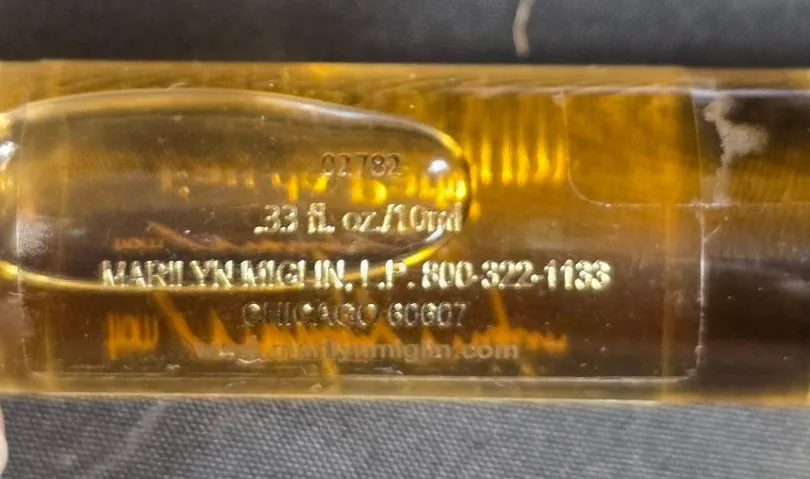 02782
.33 fl. oz./10ml
MARILYN MIGLIN, L.P. 800-322-1133
CHICAGO 60607
www.marilynmiglin.com